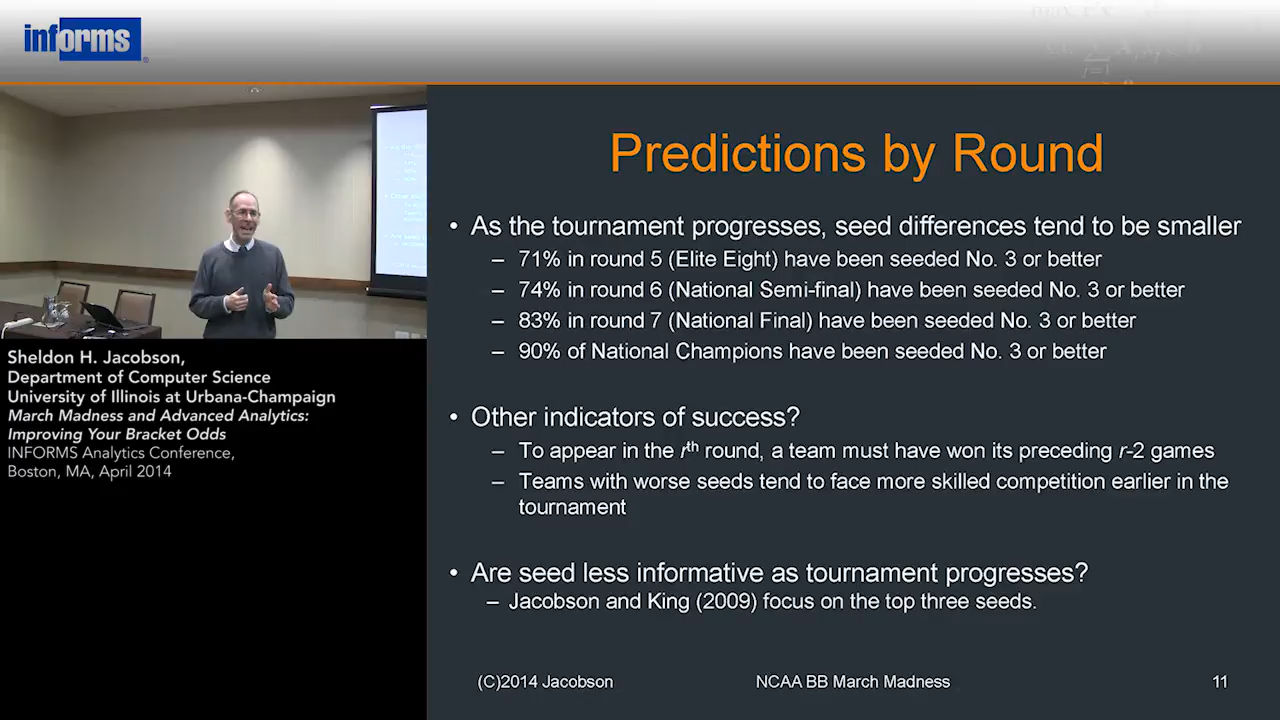 informs
Predictions by Round
• As the tournament progresses, seed differences tend to be smaller
– 71% in round 5 (Elite Eight) have been seeded No. 3 or better
– 74% in round 6 (National Semi-final) have been seeded No. 3 or better
– 83% in round 7 (National Final) have been seeded No. 3 or better
– 90% of National Champions have been seeded No. 3 or better
• Other indicators of success?
– To appear in the rth round, a team must have won its preceding r-2 games
– Teams with worse seeds tend to face more skilled competition earlier in the
tournament
• Are seed less informative as tournament progresses?
– Jacobson and King (2009) focus on the top three seeds.
(C)2014 Jacobson
NCAA BB March Madness
11
Sheldon H. Jacobson,
Department of Computer Science
University of Illinois at Urbana-Champaign
March Madness and Advanced Analytics:
Improving Your Bracket Odds
INFORMS Analytics Conference,
Boston, MA, April 2014